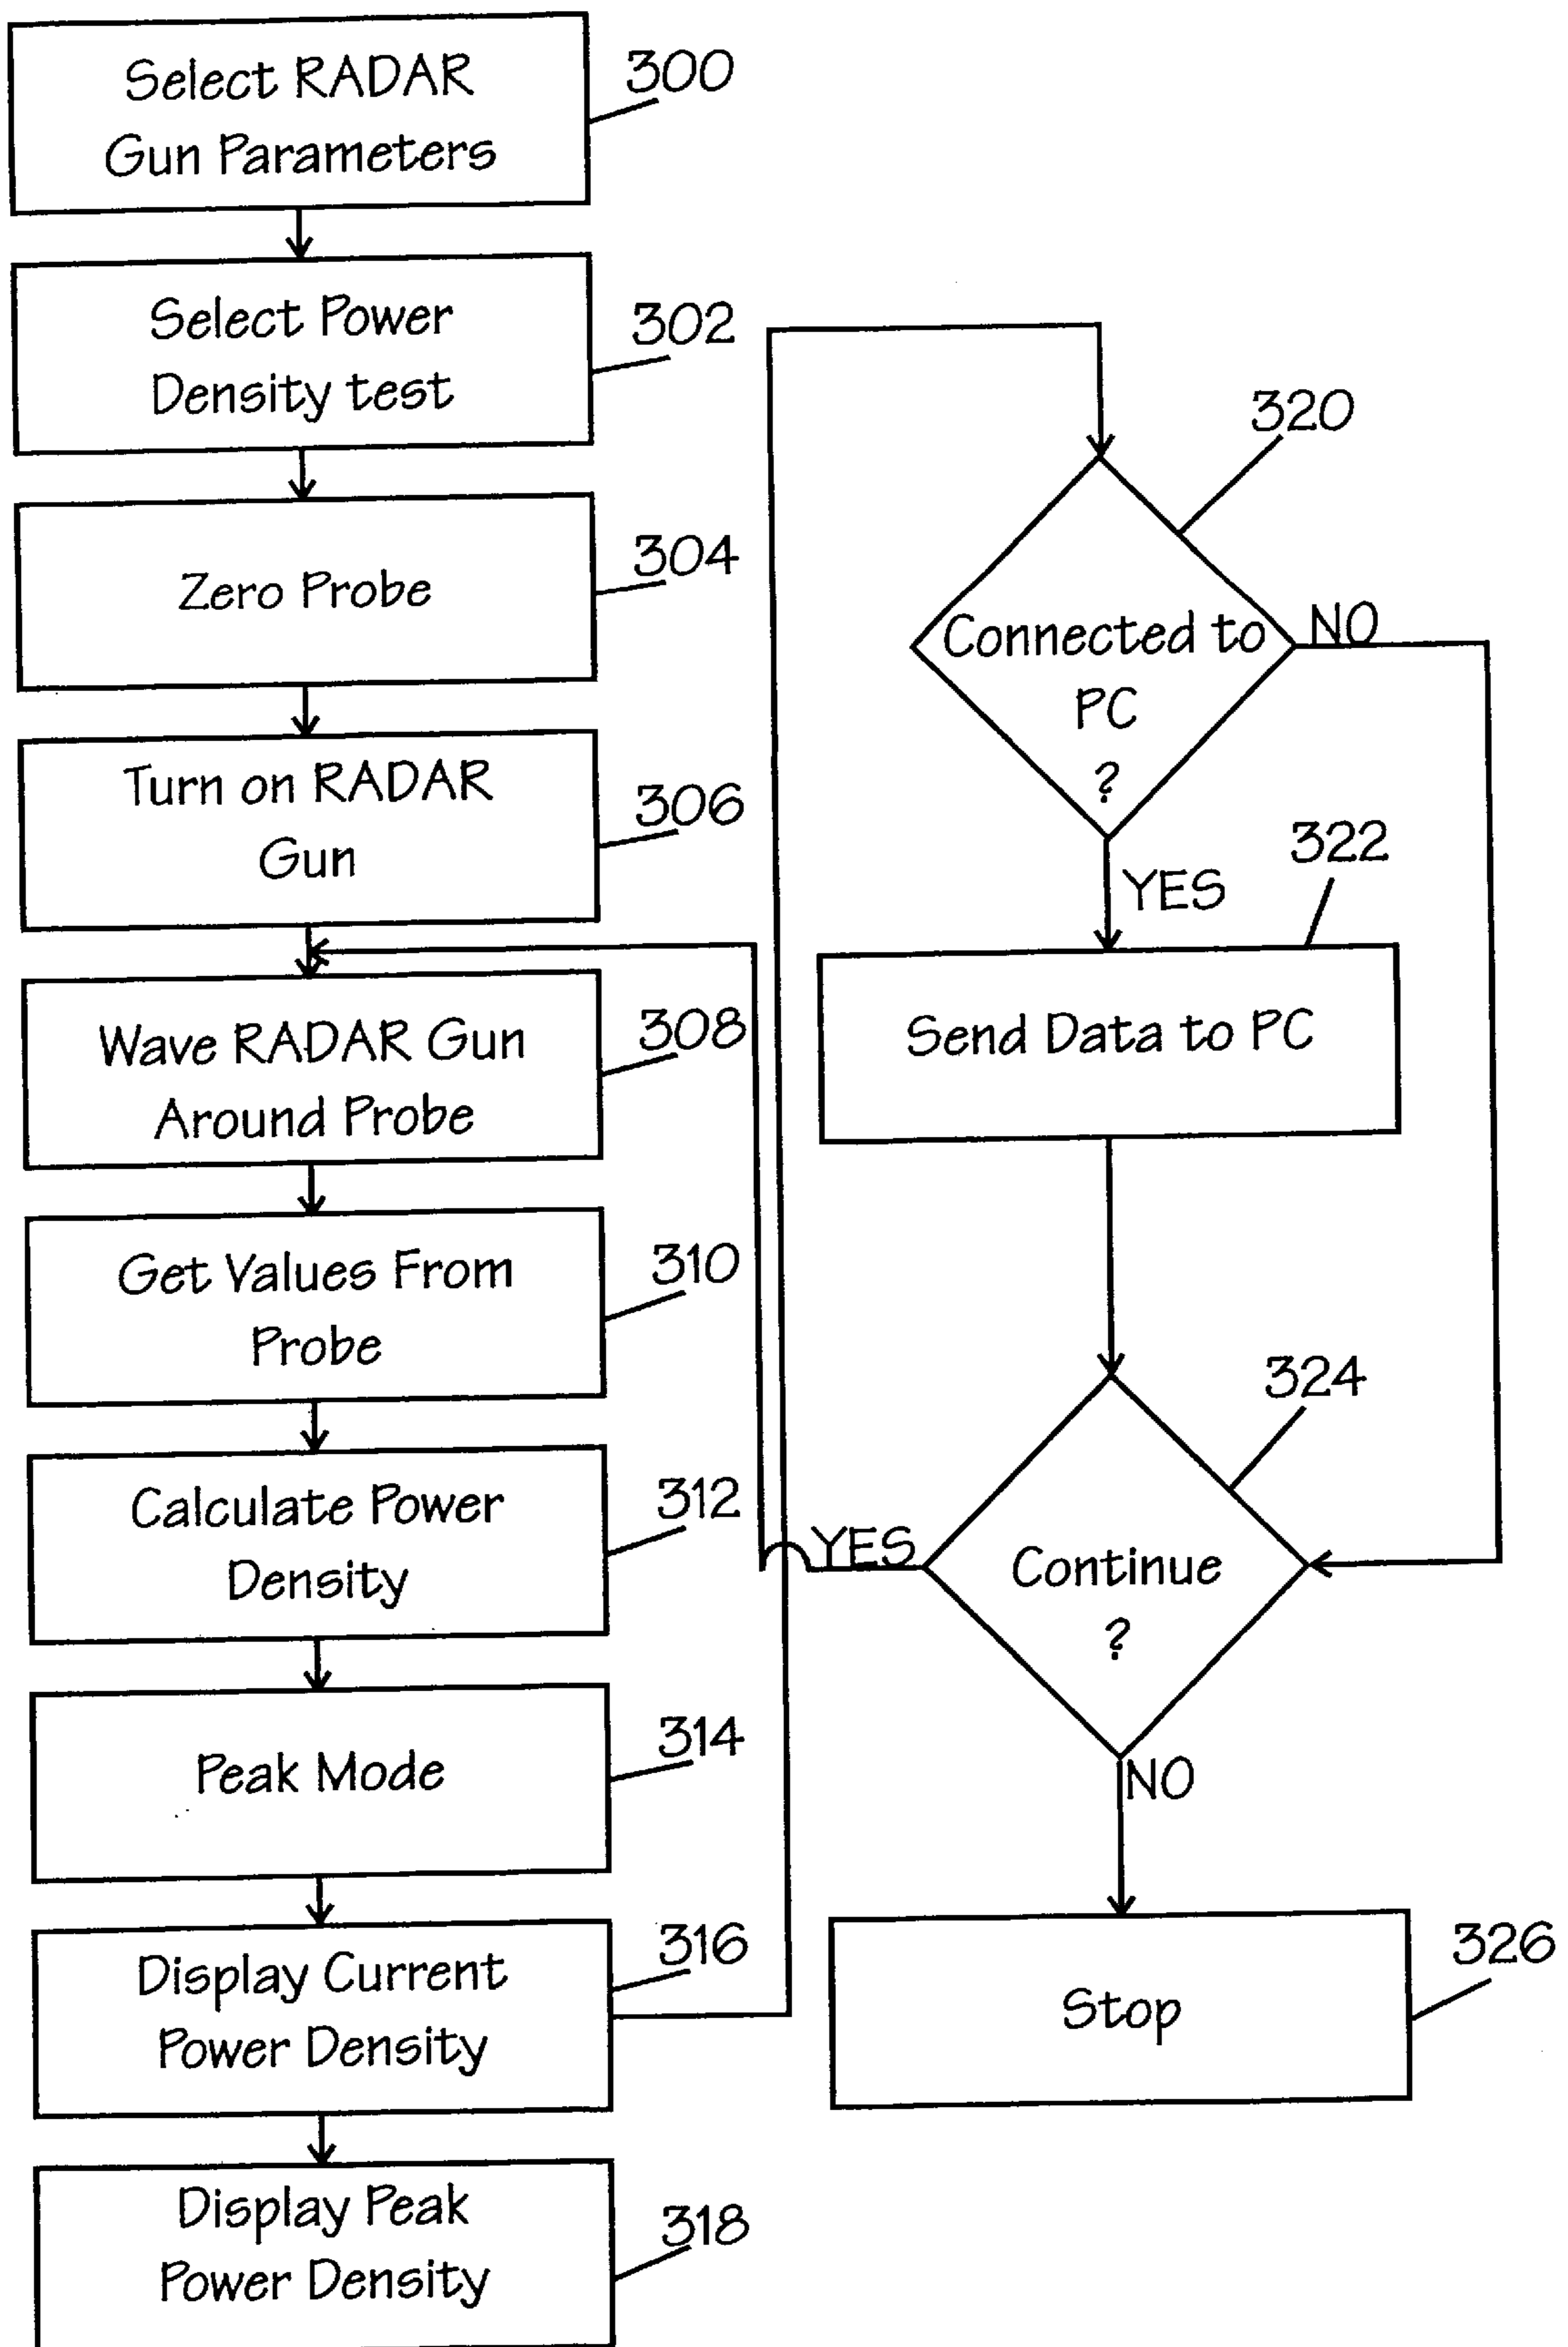 Select RADAR
Gun Parameters
300
Select Power
Density test
302
Zero Probe
304
Turn on RADAR
Gun
306
Wave RADAR Gun
Around Probe
308
Get Values From
Probe
310
Calculate Power
Density
312
Peak Mode
314
Display Current
Power Density
316
Display Peak
Power Density
318
320
Connected to
PC
?
NO
YES
322
Send Data to PC
324
Continue
?
YES
NO
Stop
326